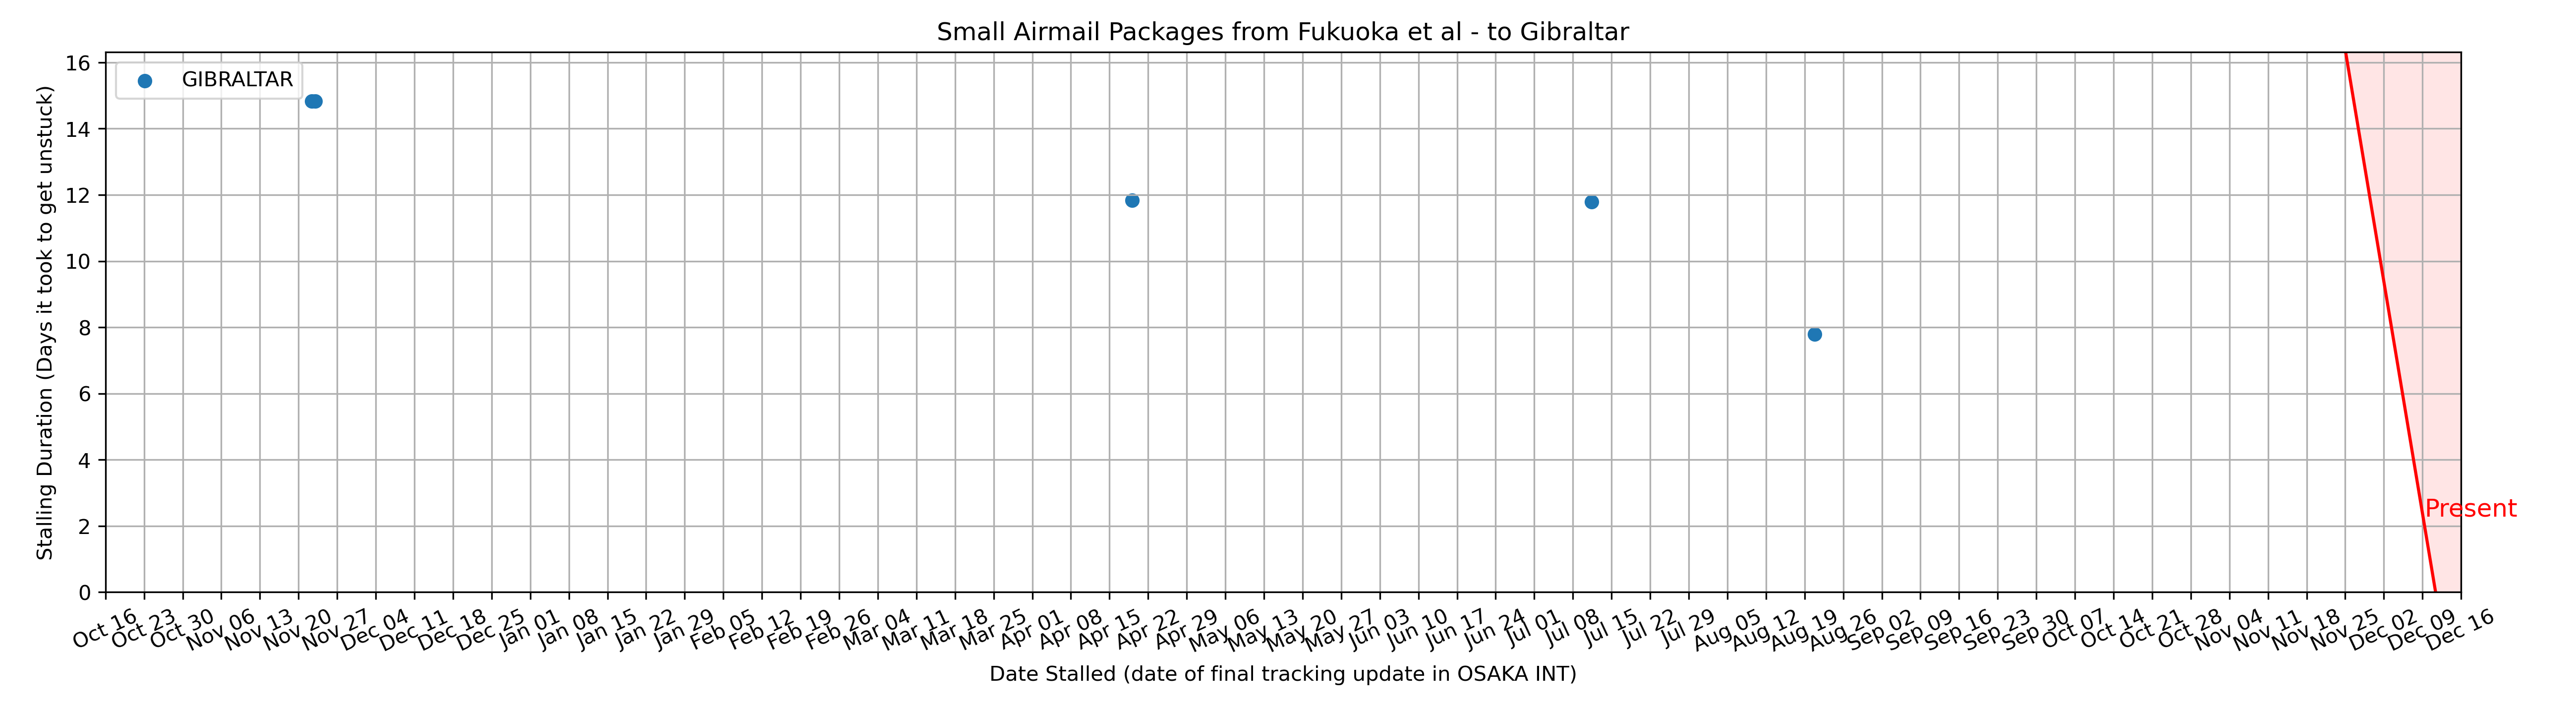 Small Airmail Packages from Fukuoka et al - to Gibraltar
GIBRALTAR
Stalling Duration (Days it took to get unstuck)
16
14
12
10
8
6
4
2
0
Present
Oct 16 Oct 23 Oct 30 Nov 06 Nov 13 Nov 20 Nov 27 Dec 04 Dec 11 Dec 18 Dec 25 Jan 01 Jan 08 Jan 15 Jan 22 Jan 29 Feb 05 Feb 12 Feb 19 Feb 26 Mar 04 Mar 11 Mar 18 Mar 25 Apr 01 Apr 08 Apr 15 Apr 22 Apr 29 May 06 May 13 May 20 May 27 Jun 03 Jun 10 Jun 17 Jun 24 Jul 01 Jul 08 Jul 15 Jul 22 Jul 29 Aug 05 Aug 12 Aug 19 Aug 26 Sep 02 Sep 09 Sep 16 Sep 23 Sep 30 Oct 07 Oct 14 Oct 21 Oct 28 Nov 04 Nov 11 Nov 18 Nov 25 Dec 02 Dec 09 Dec 16
Date Stalled (date of final tracking update in OSAKA INT)